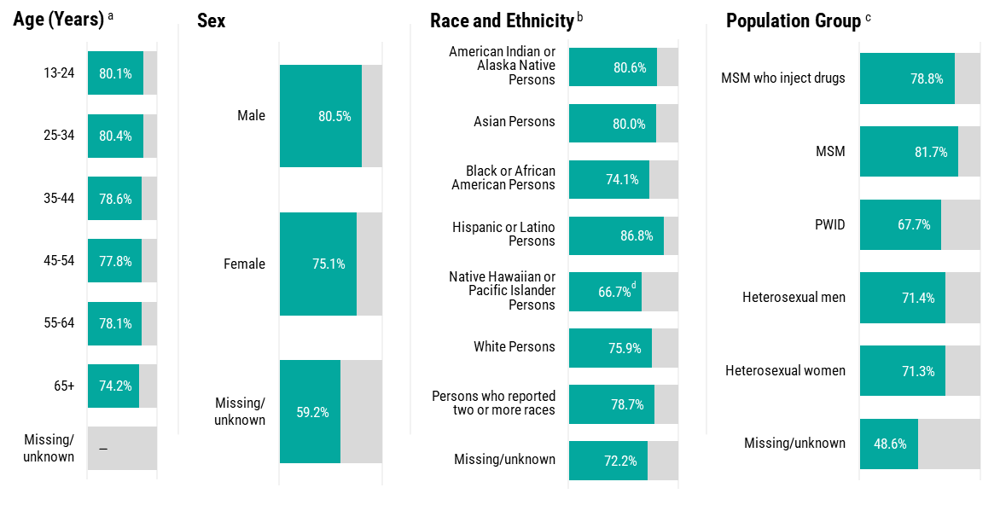 Age (Years) a
13-24
80.1%
25-34
80.4%
35-44
78.6%
45-54
77.8%
55-64
78.1%
65+
74.2%
Missing/
unknown
–
Sex
Male
80.5%
Female
75.1%
Missing/
unknown
59.2%
Race and Ethnicity b
American Indian or
Alaska Native
Persons
80.6%
Asian Persons
80.0%
Black or African
American Persons
74.1%
Hispanic or Latino
Persons
86.8%
Native Hawaiian or
Pacific Islander
Persons
66.7% d
White Persons
75.9%
Persons who reported
two or more races
78.7%
Missing/unknown
72.2%
Population Group c
MSM who inject drugs
78.8%
MSM
81.7%
PWID
67.7%
Heterosexual men
71.4%
Heterosexual women
71.3%
Missing/unknown
48.6%